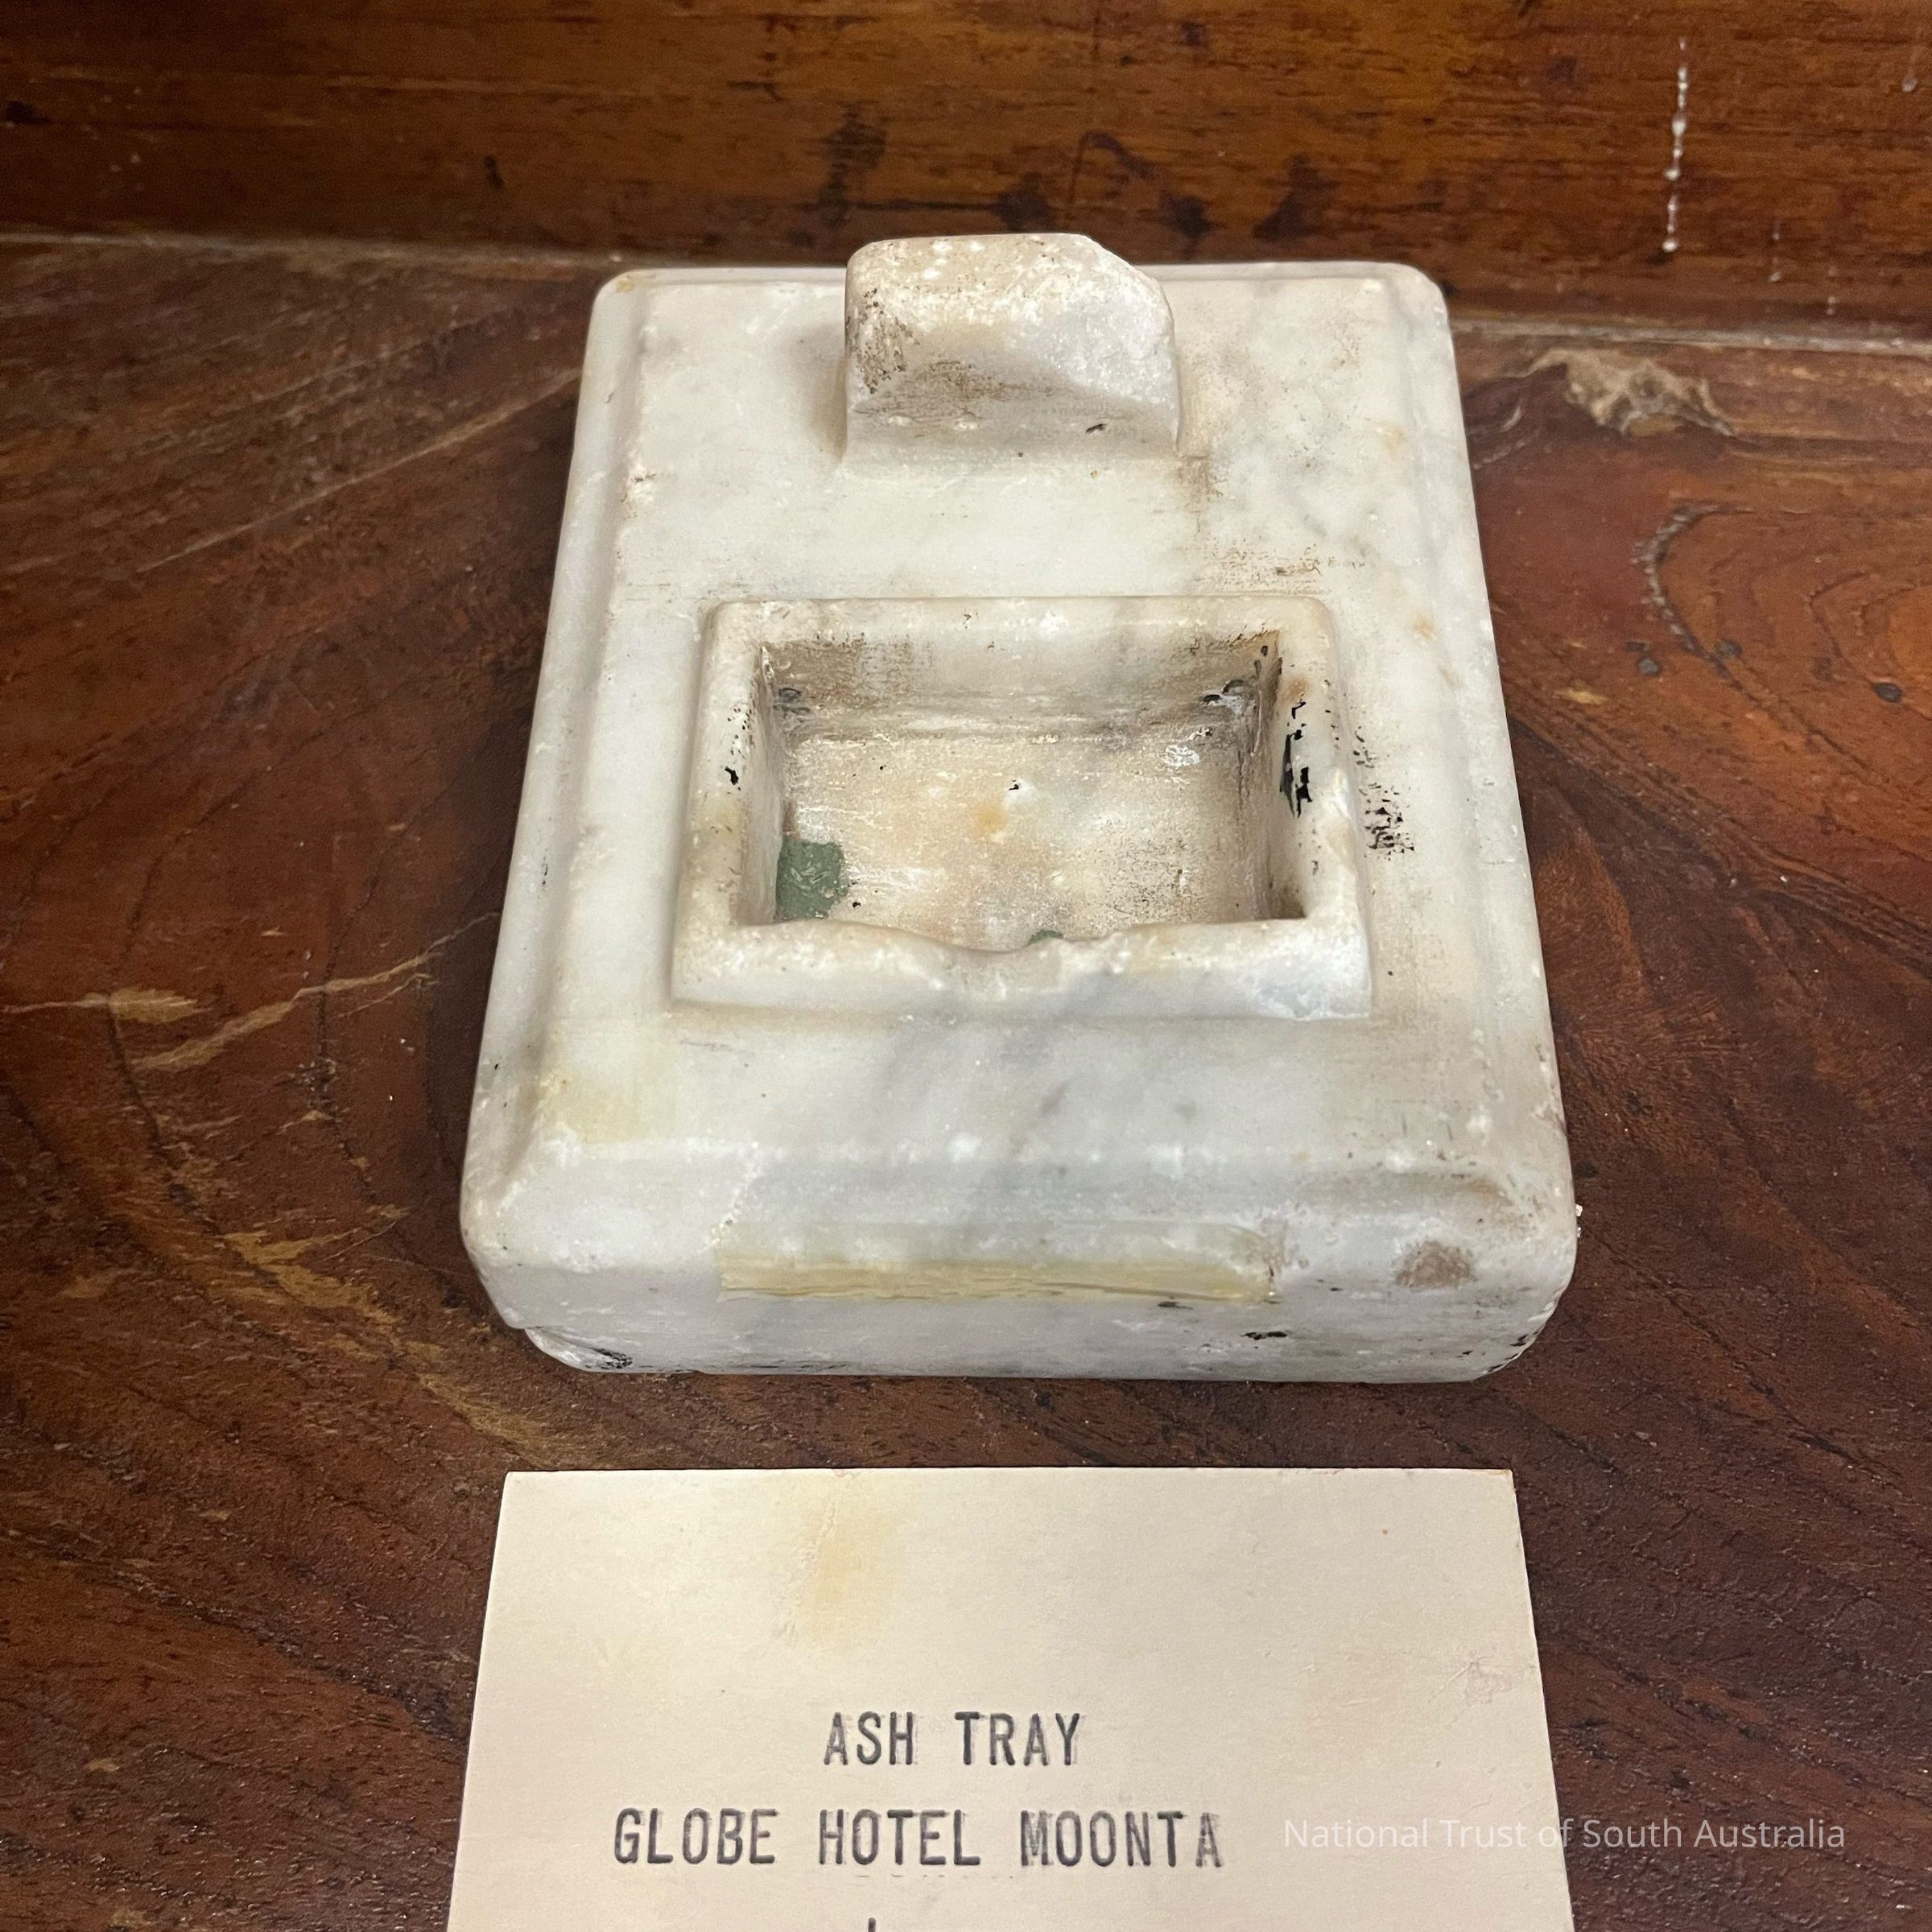 ASH TRAY
GLOBE HOTEL MOONTA
National Trust of South Australia